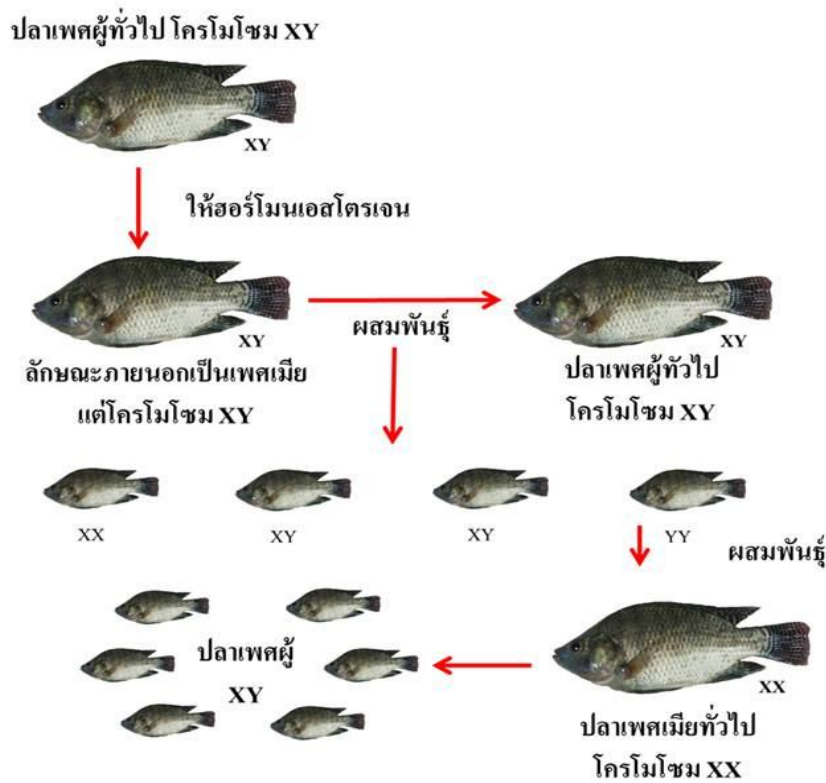 ปลาเพศผู้ทั่วไป โครโมโซม XY
XY
ให้ฮอร์โมนเอสโตรเจน
XY
ผสมพันธุ์
XY
ลักษณะภายนอกเป็นเพศเมีย
แต่โครโมโซม XY
ปลาเพศผู้ทั่วไป
โครโมโซม XY
XX
XY
XY
YY
ผสมพันธุ์
ปลาเพศผู้
XY
XX
ปลาเพศเมียทั่วไป
โครโมโซม XX